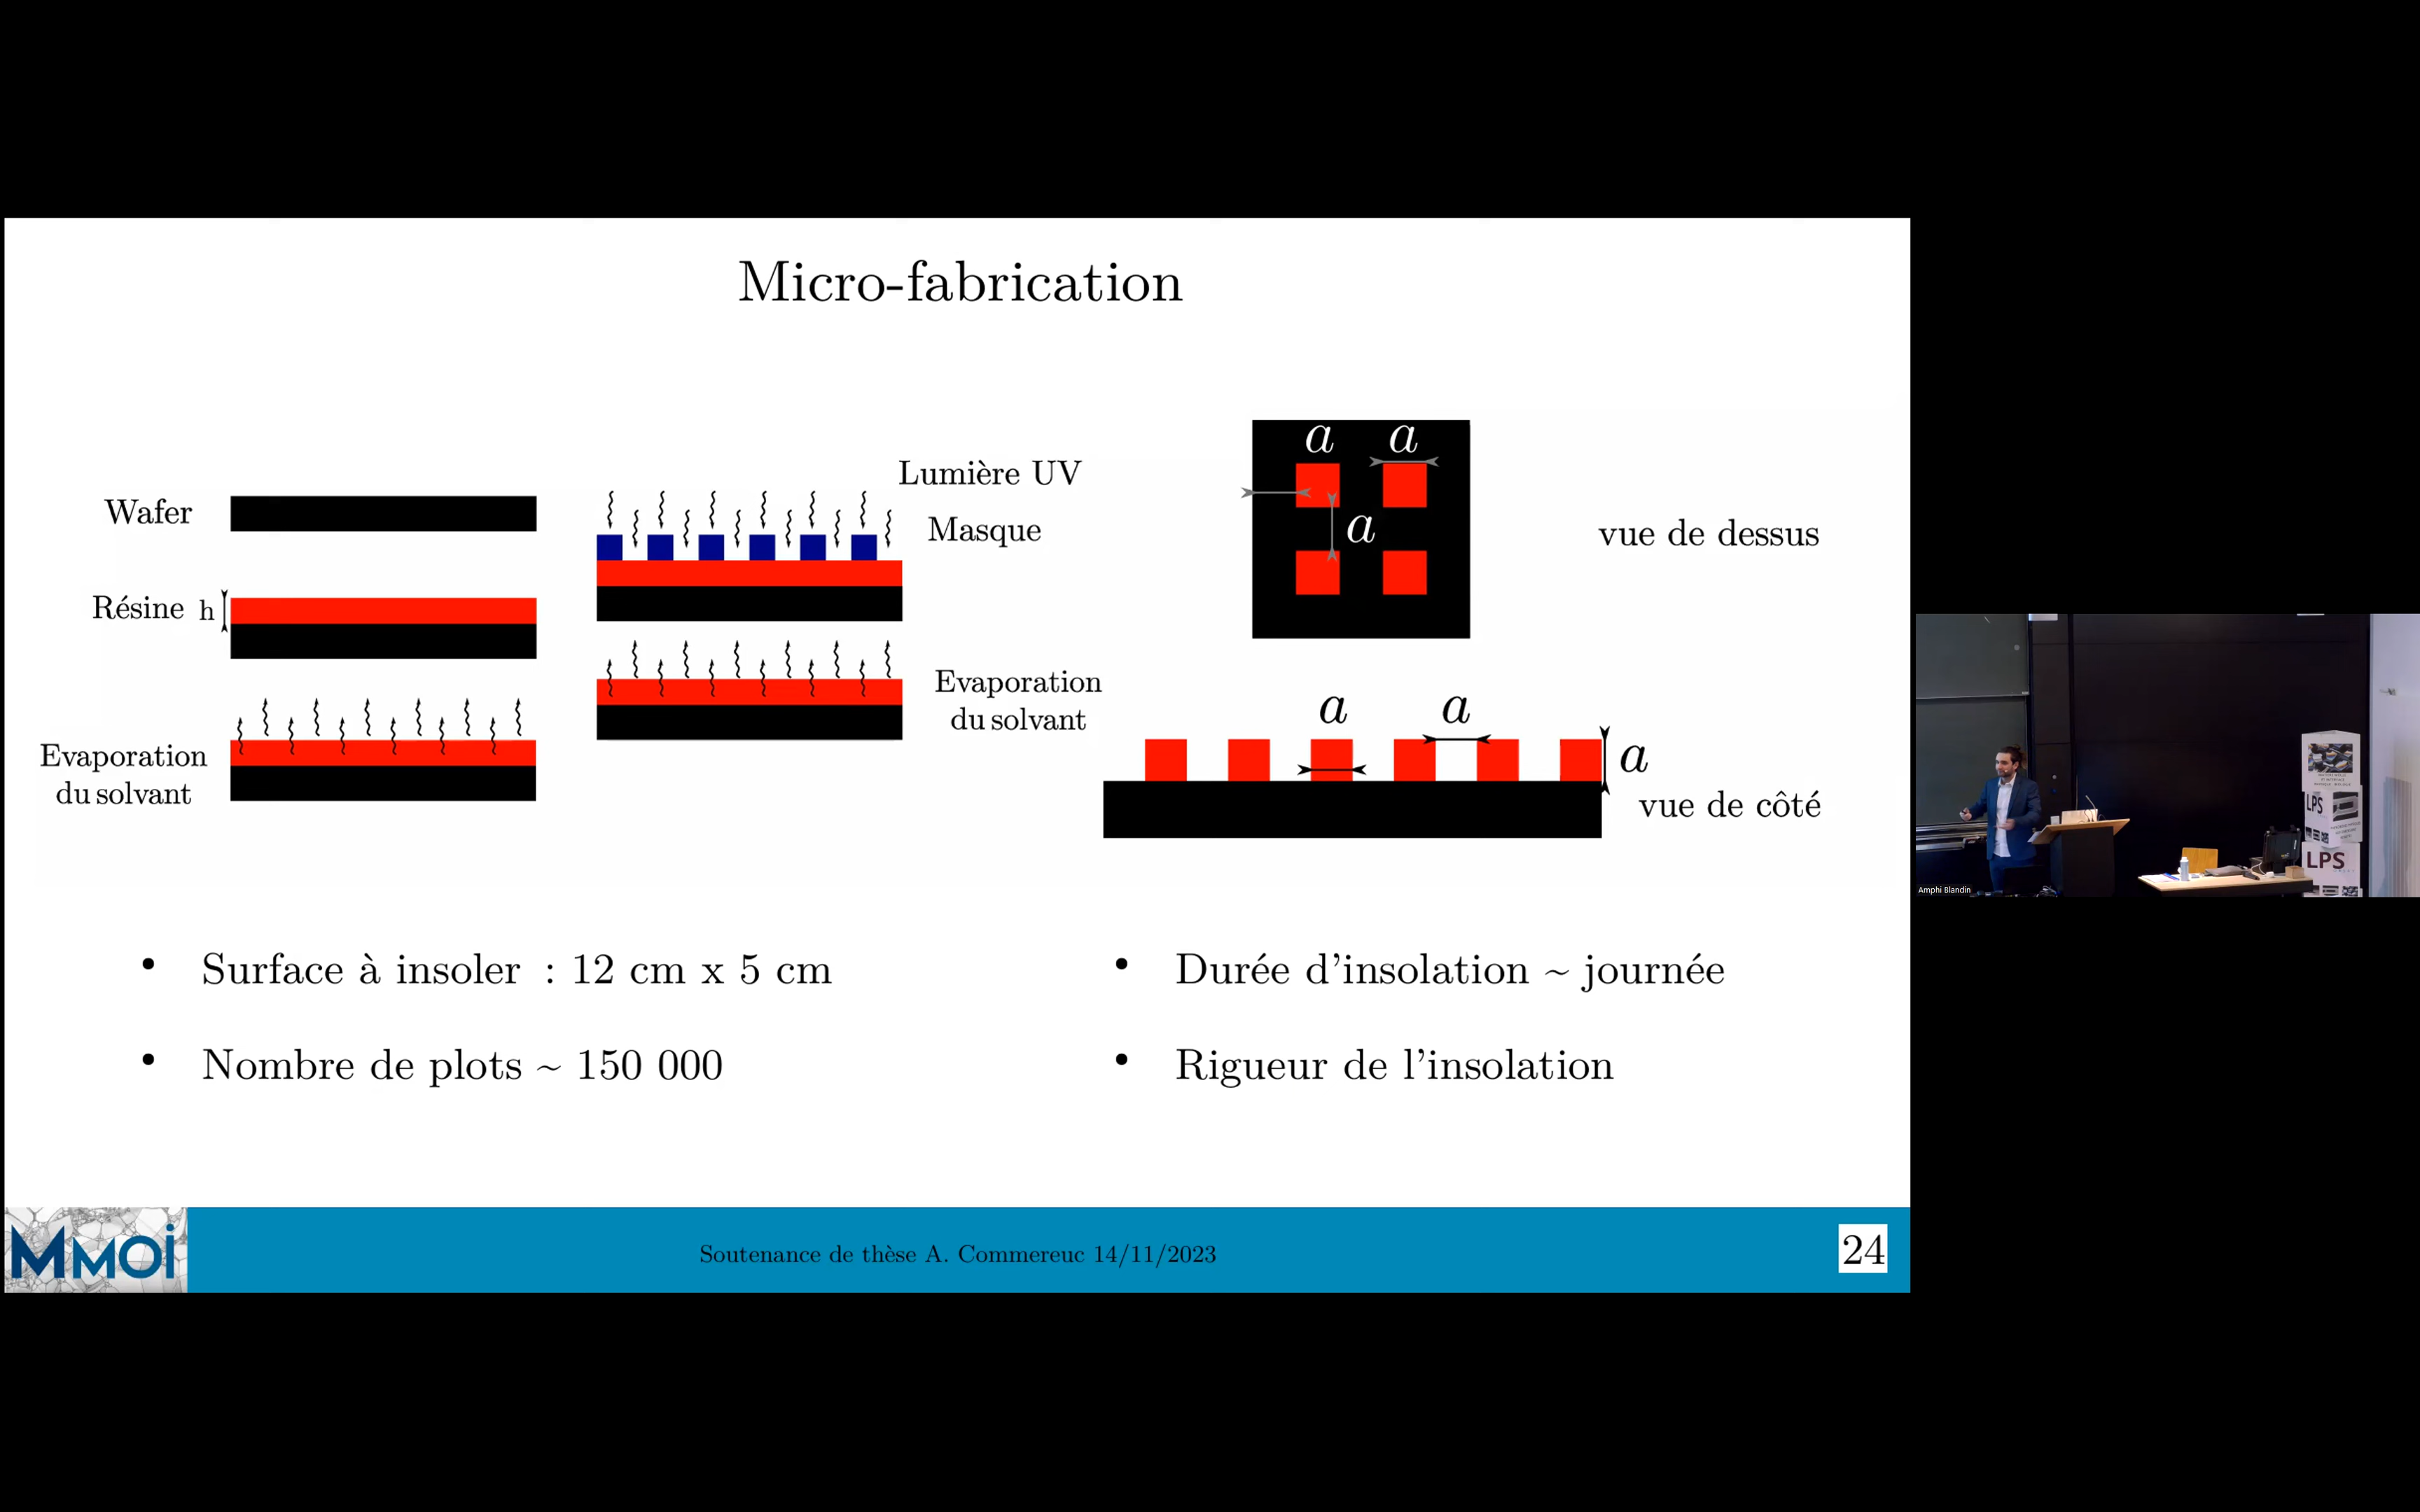 Micro-fabrication
Wafer
Résine h
Evaporation
du solvant
Lumière UV
Masque
Evaporation
du solvant
a a
a
vue de dessus
a a
a
vue de côté
• Surface à insoler : 12 cm x 5 cm
• Nombre de plots ~ 150 000
• Durée d'insolation ~ journée
• Rigueur de l'insolation
MMOi
Soutenance de thèse A. Commereuc 14/11/2023
24
LPS
LPS
Amphi Blandin